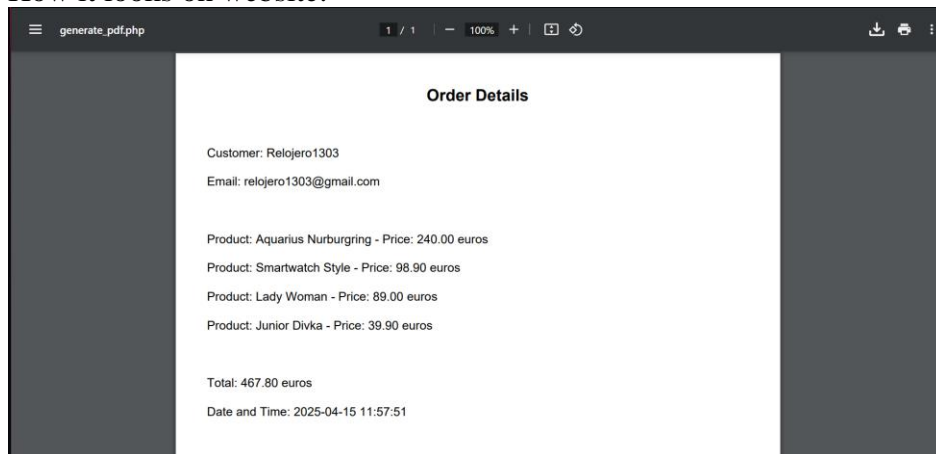 How it looks on website:
generate_pdf.php 1 / 1 100%
Order Details
Customer: Relojero1303
Email: relojero1303@gmail.com
Product: Aquarius Nurburgring - Price: 240.00 euros
Product: Smartwatch Style - Price: 98.90 euros
Product: Lady Woman - Price: 89.00 euros
Product: Junior Divka - Price: 39.90 euros
Total: 467.80 euros
Date and Time: 2025-04-15 11:57:51